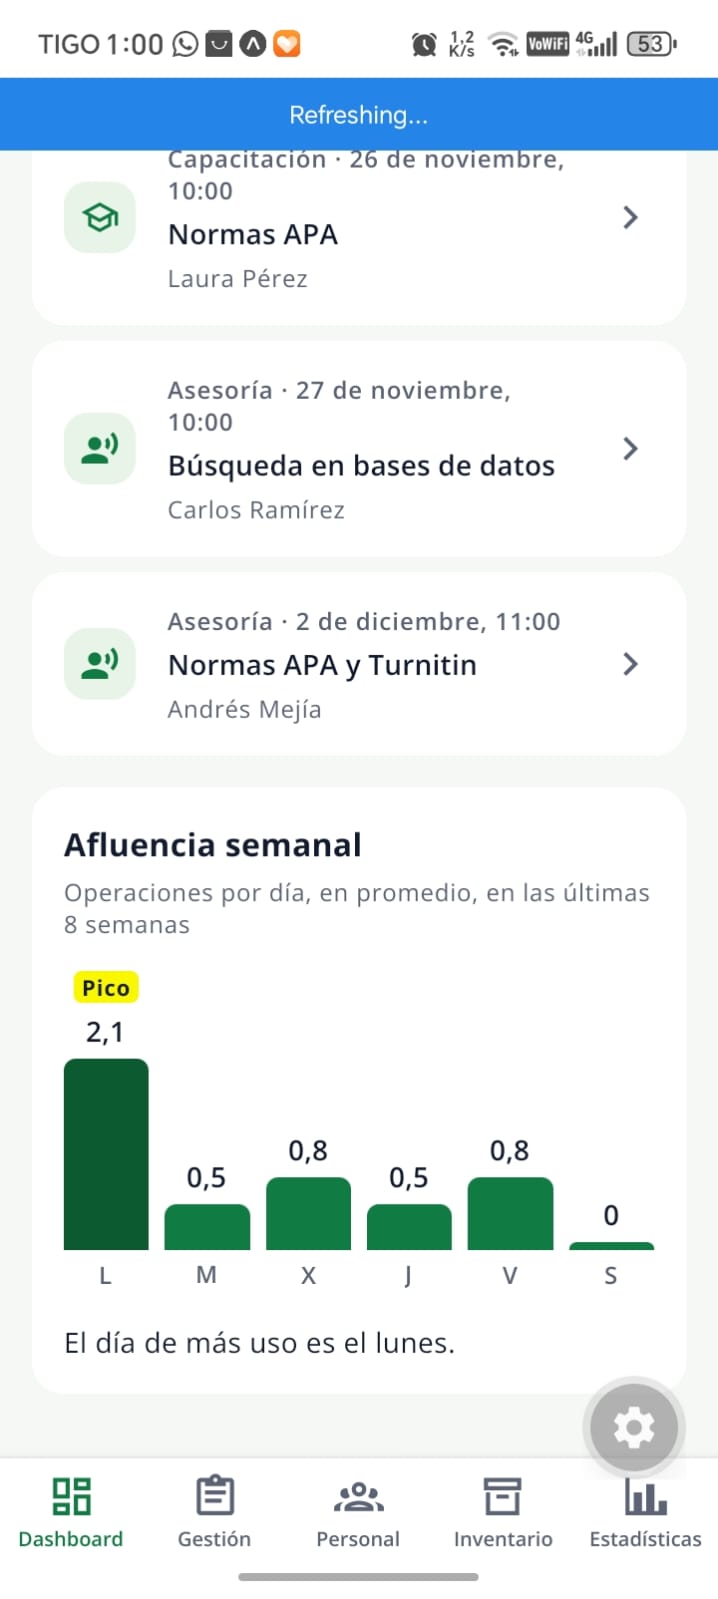 TIGO 1:00
1,2 K/s
VoWiFi
4G
53
Refreshing...
Capacitación · 26 de noviembre,
10:00
Normas APA
Laura Pérez
Asesoría · 27 de noviembre,
10:00
Búsqueda en bases de datos
Carlos Ramírez
Asesoría · 2 de diciembre, 11:00
Normas APA y Turnitin
Andrés Mejía
Afluencia semanal
Operaciones por día, en promedio, en las últimas
8 semanas
Pico
2,1
0,5
0,8
0,5
0,8
0
L M X J V S
El día de más uso es el lunes.
Dashboard Gestión Personal Inventario Estadísticas